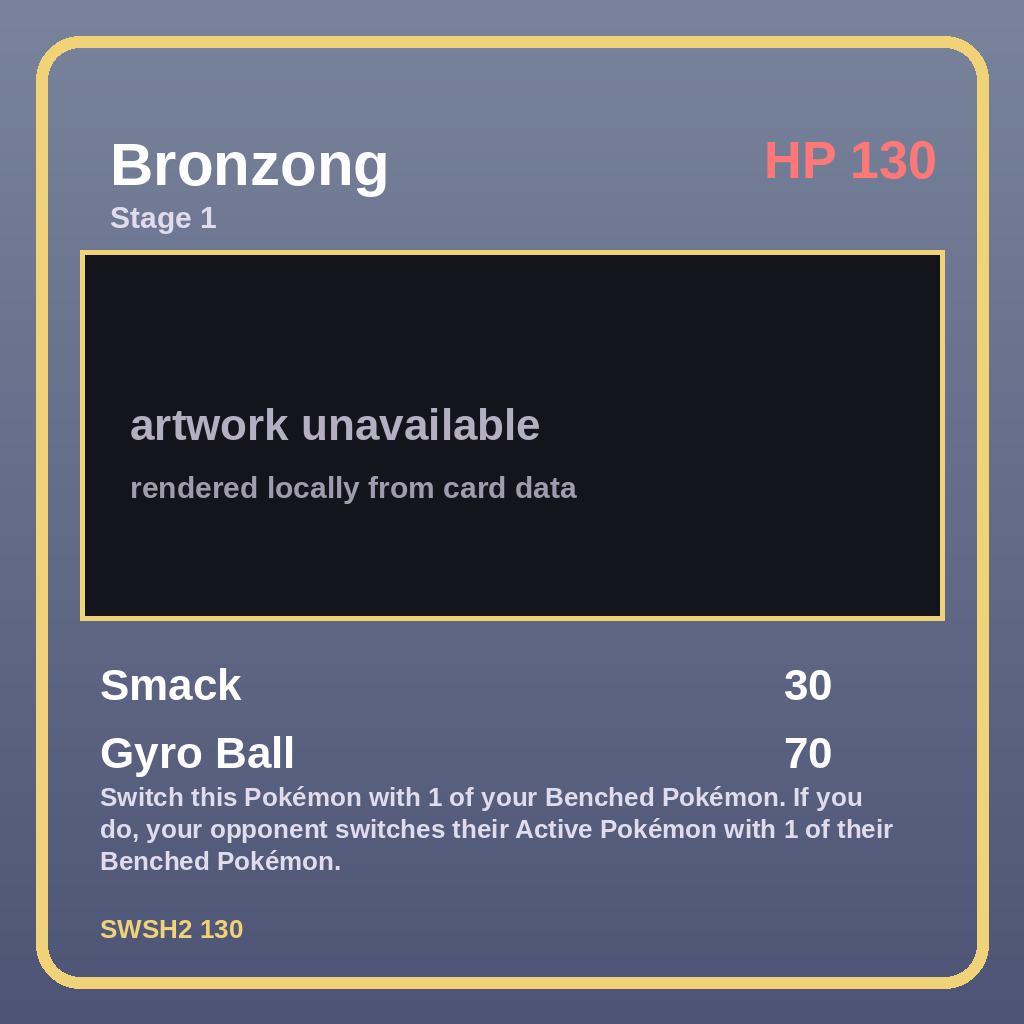 Bronzong
HP 130
Stage 1
artwork unavailable
rendered locally from card data
Smack 30
Gyro Ball 70
Switch this Pokémon with 1 of your Benched Pokémon. If you
do, your opponent switches their Active Pokémon with 1 of their
Benched Pokémon.
SWSH2 130